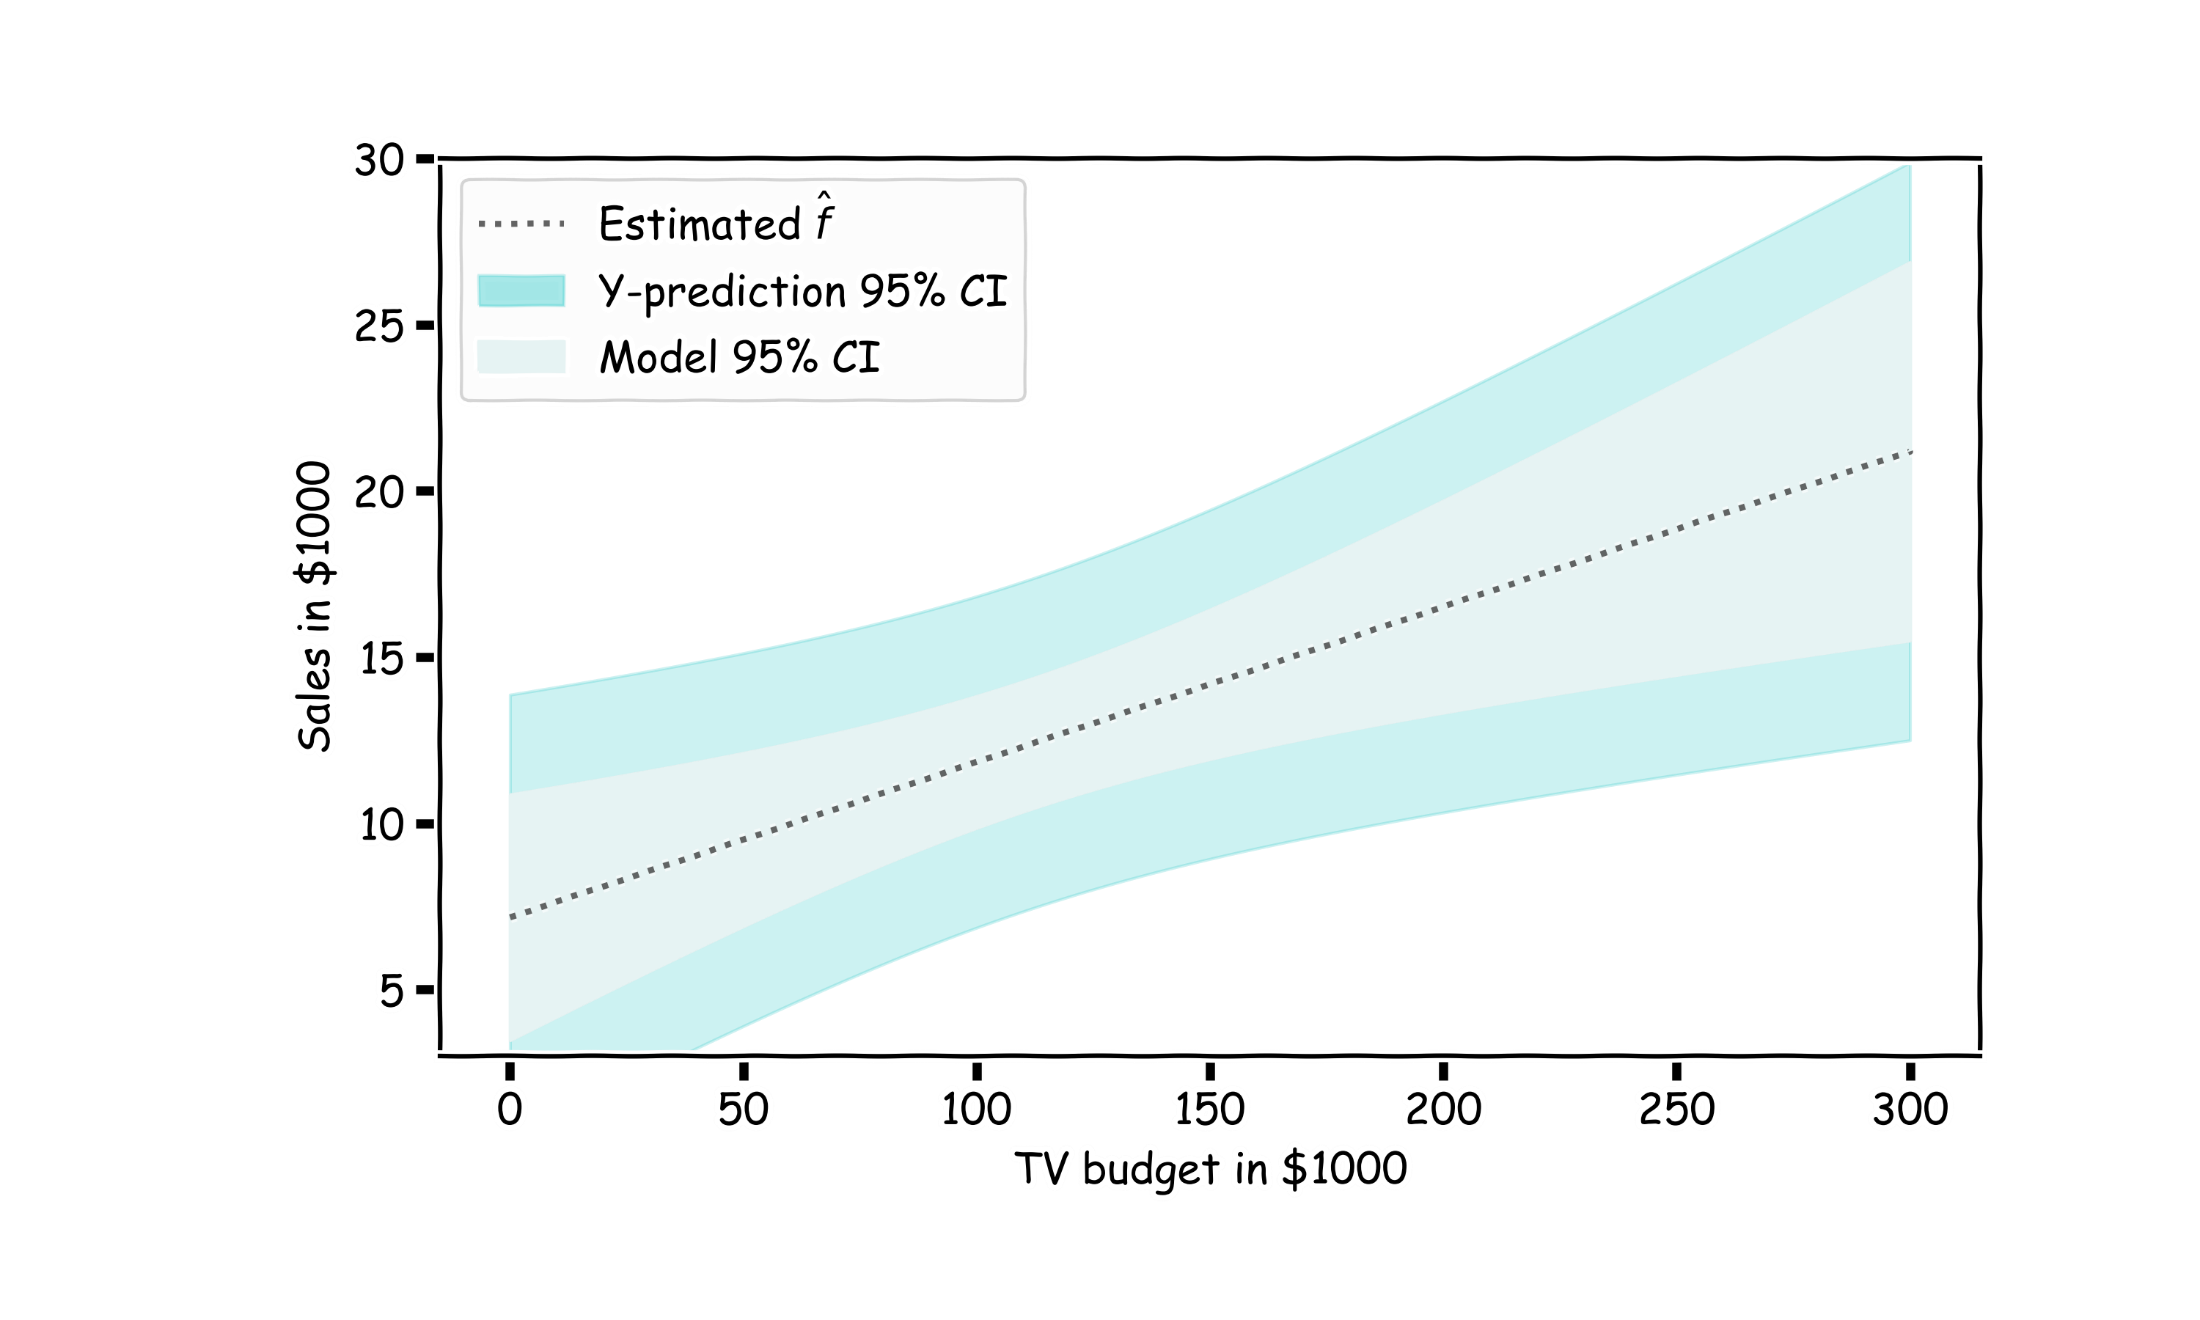 30
25
20
15
10
5
Sales in $1000
Estimated f̂
Y-prediction 95% CI
Model 95% CI
0 50 100 150 200 250 300
TV budget in $1000